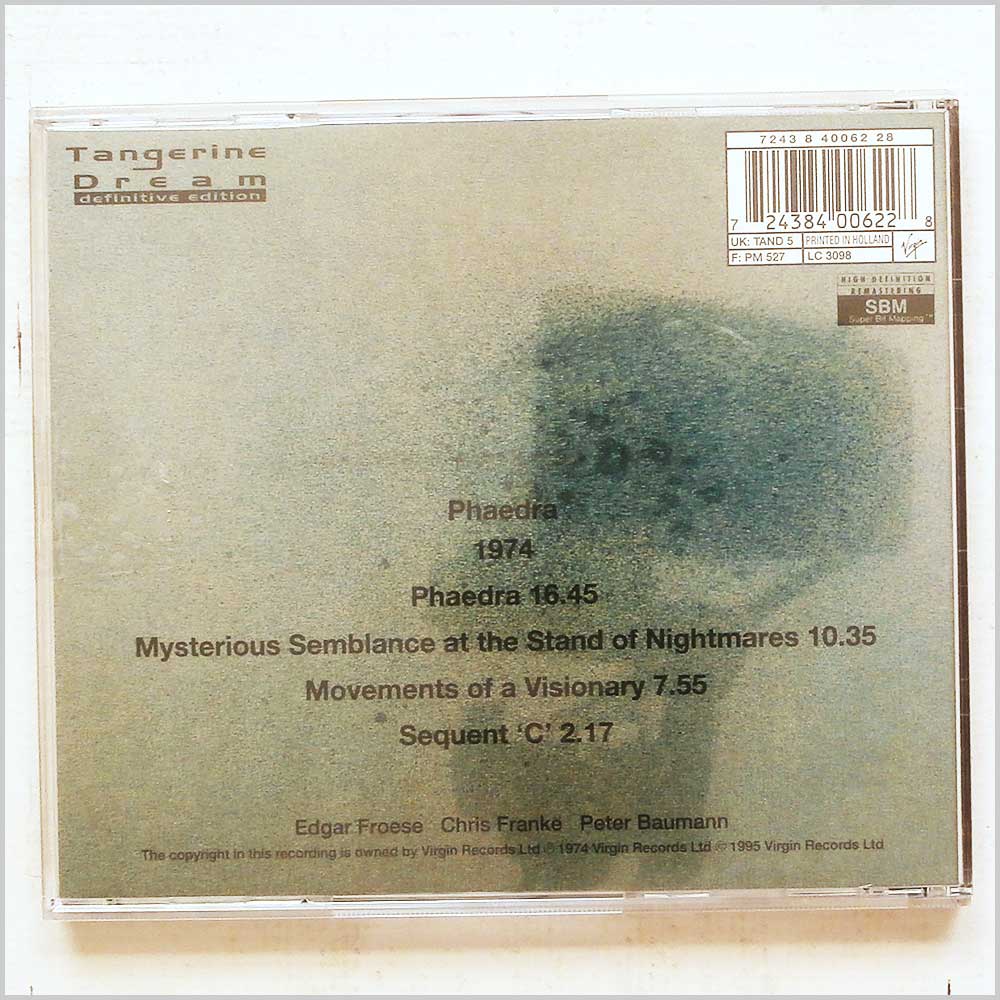 Tangerine
Dream
definitive edition
7243 8 40062 28
7 24384 00622 8
UK: TAND 5 PRINTED IN HOLLAND
F: PM 527 LC 3098
Virgin
HIGH DEFINITION
REMASTERING
SBM
Super Bit Mapping™
Phaedra
1974
Phaedra 16.45
Mysterious Semblance at the Stand of Nightmares 10.35
Movements of a Visionary 7.55
Sequent ‘C’ 2.17
Edgar Froese Chris Franke Peter Baumann
The copyright in this recording is owned by Virgin Records Ltd ℗ 1974 Virgin Records Ltd © 1995 Virgin Records Ltd